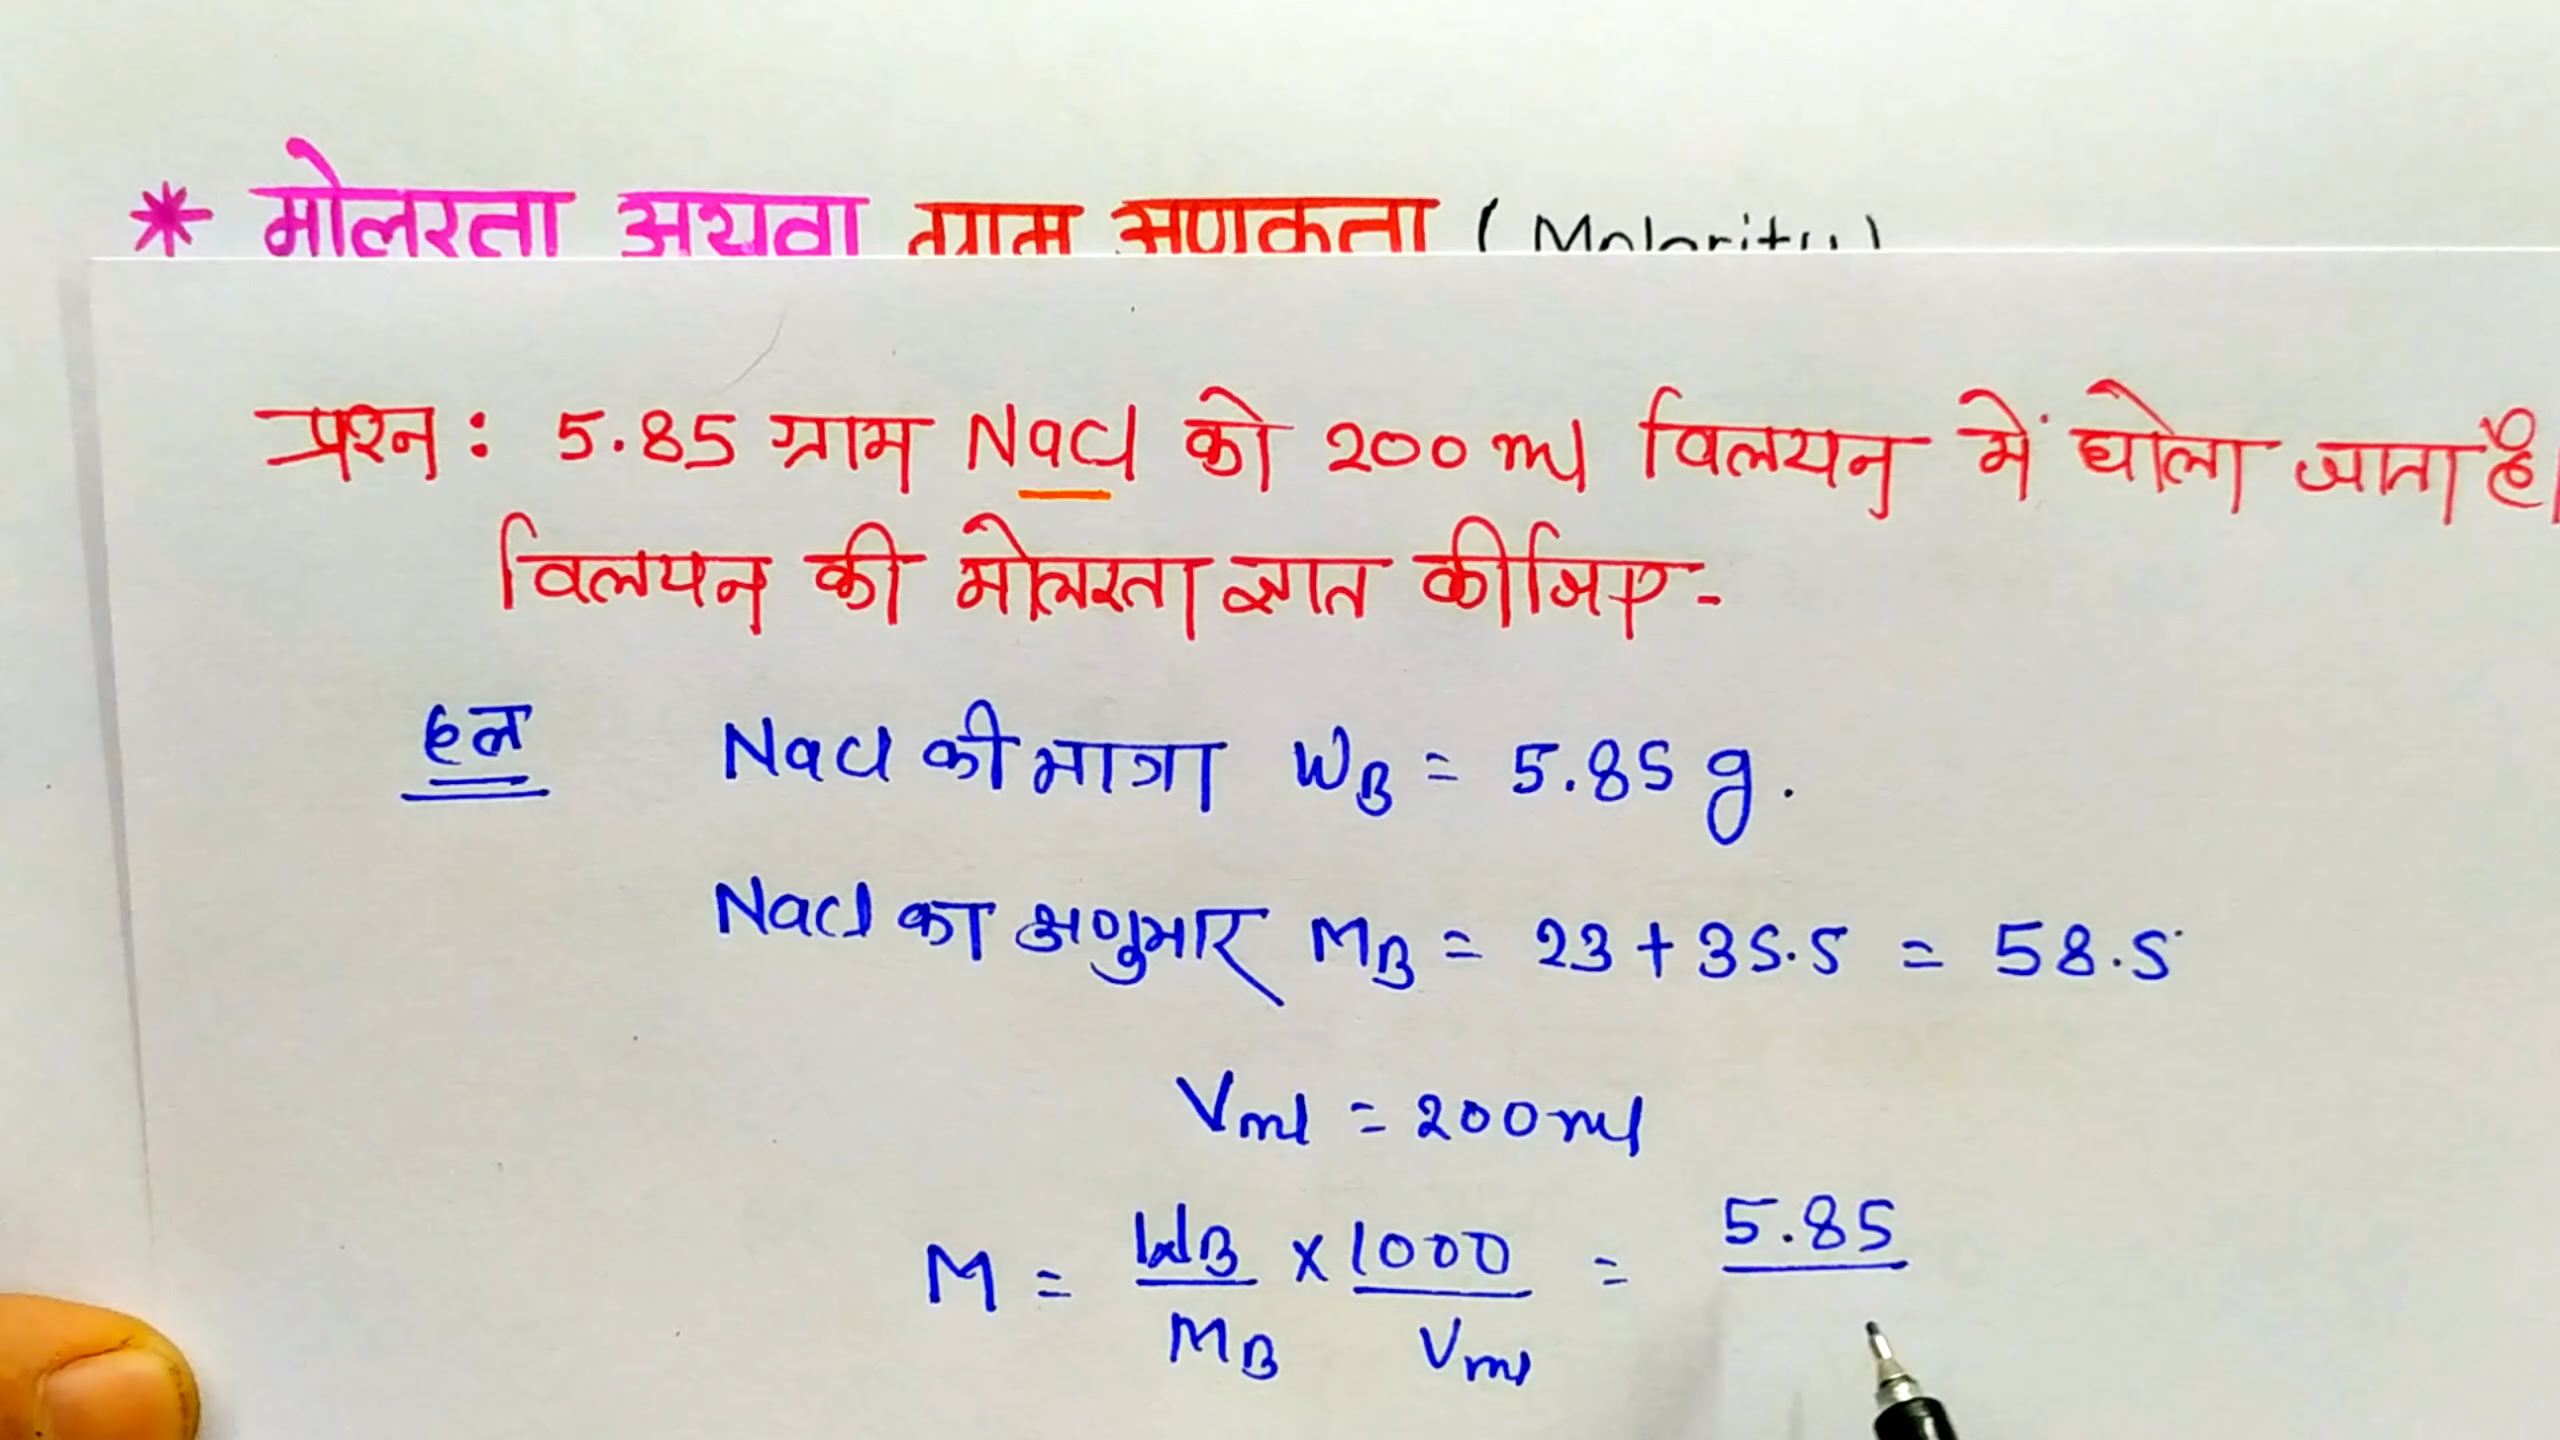 * मोलरता अथवा ग्राम अणुकता (Molarity)
प्रश्न: 5.85 ग्राम NaCl को 200 ml विलयन में घोला जाता है।
विलयन की मोलरता ज्ञात कीजिए-
हल NaCl की मात्रा WB = 5.85 g.
NaCl का अणुभार MB = 23 + 35.5 = 58.5
Vml = 200 ml
M = WB/MB × 1000/Vml = 5.85